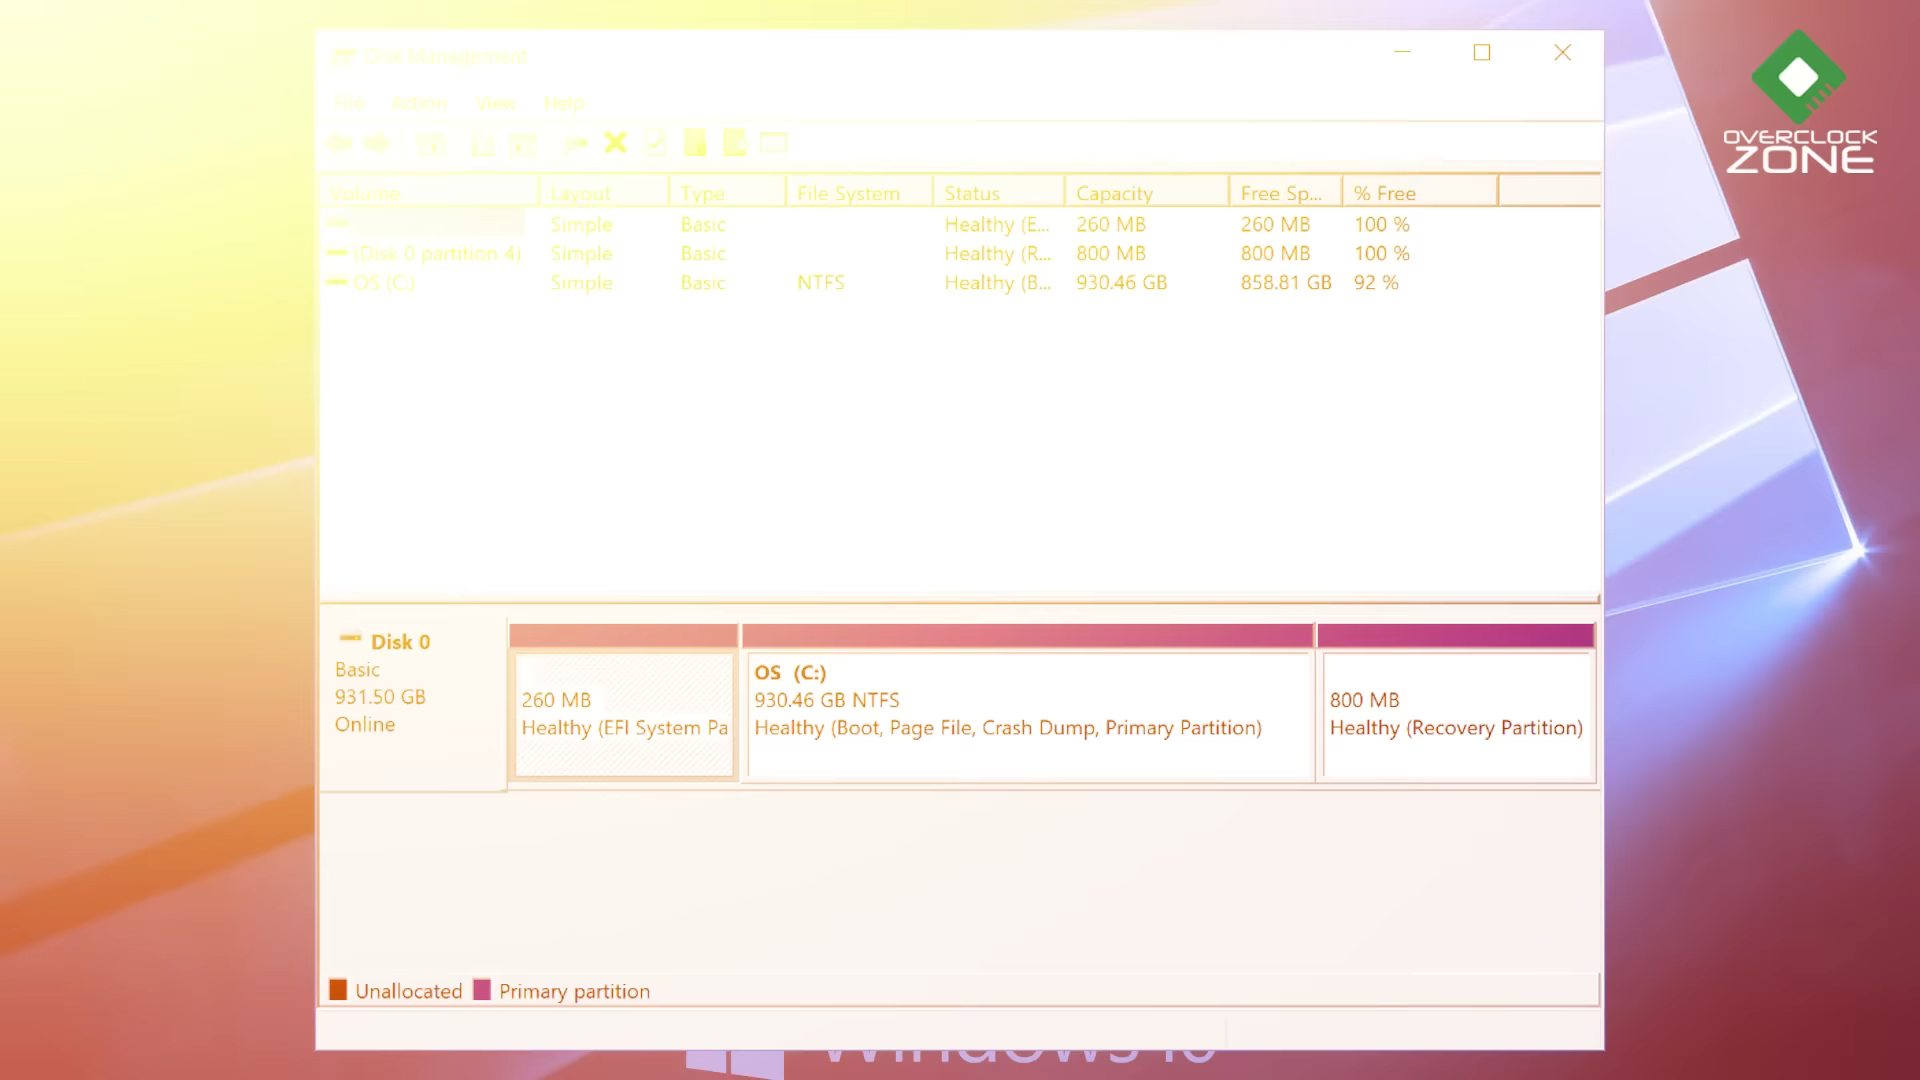 Disk Management
OVERCLOCK
ZONE
File Action View Help
Volume Layout Type File System Status Capacity Free Sp... % Free
Simple Basic Healthy (E... 260 MB 260 MB 100 %
(Disk 0 partition 4) Simple Basic Healthy (R... 800 MB 800 MB 100 %
OS (C:) Simple Basic NTFS Healthy (B... 930.46 GB 858.81 GB 92 %
Disk 0
Basic
931.50 GB
Online
260 MB
Healthy (EFI System Pa
OS (C:)
930.46 GB NTFS
Healthy (Boot, Page File, Crash Dump, Primary Partition)
800 MB
Healthy (Recovery Partition)
Unallocated Primary partition
Windows 10